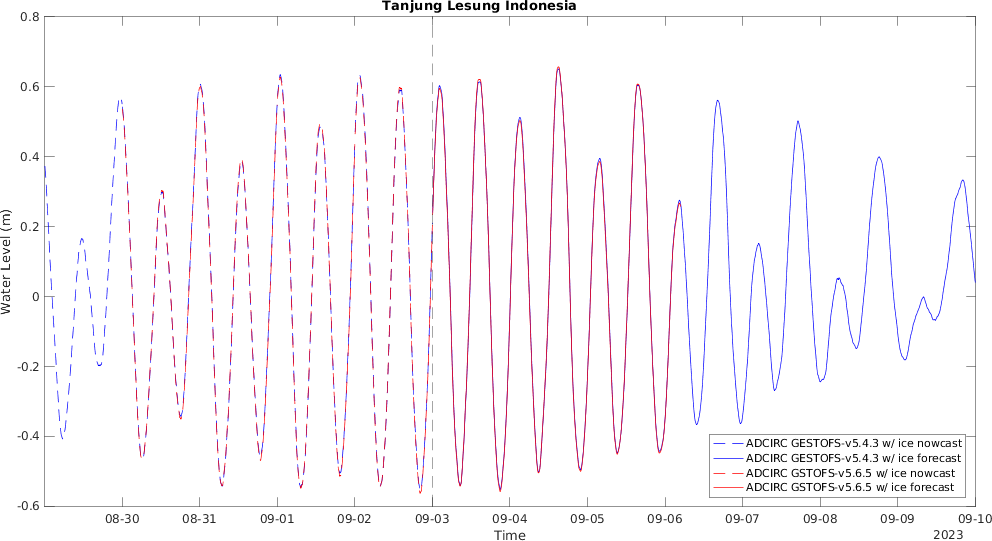 Tanjung Lesung Indonesia
Water Level (m)
0.8
0.6
0.4
0.2
0
-0.2
-0.4
-0.6
08-30 08-31 09-01 09-02 09-03 09-04 09-05 09-06 09-07 09-08 09-09 09-10
Time
2023
ADCIRC GESTOFS-v5.4.3 w/ ice nowcast
ADCIRC GESTOFS-v5.4.3 w/ ice forecast
ADCIRC GSTOFS-v5.6.5 w/ ice nowcast
ADCIRC GSTOFS-v5.6.5 w/ ice forecast